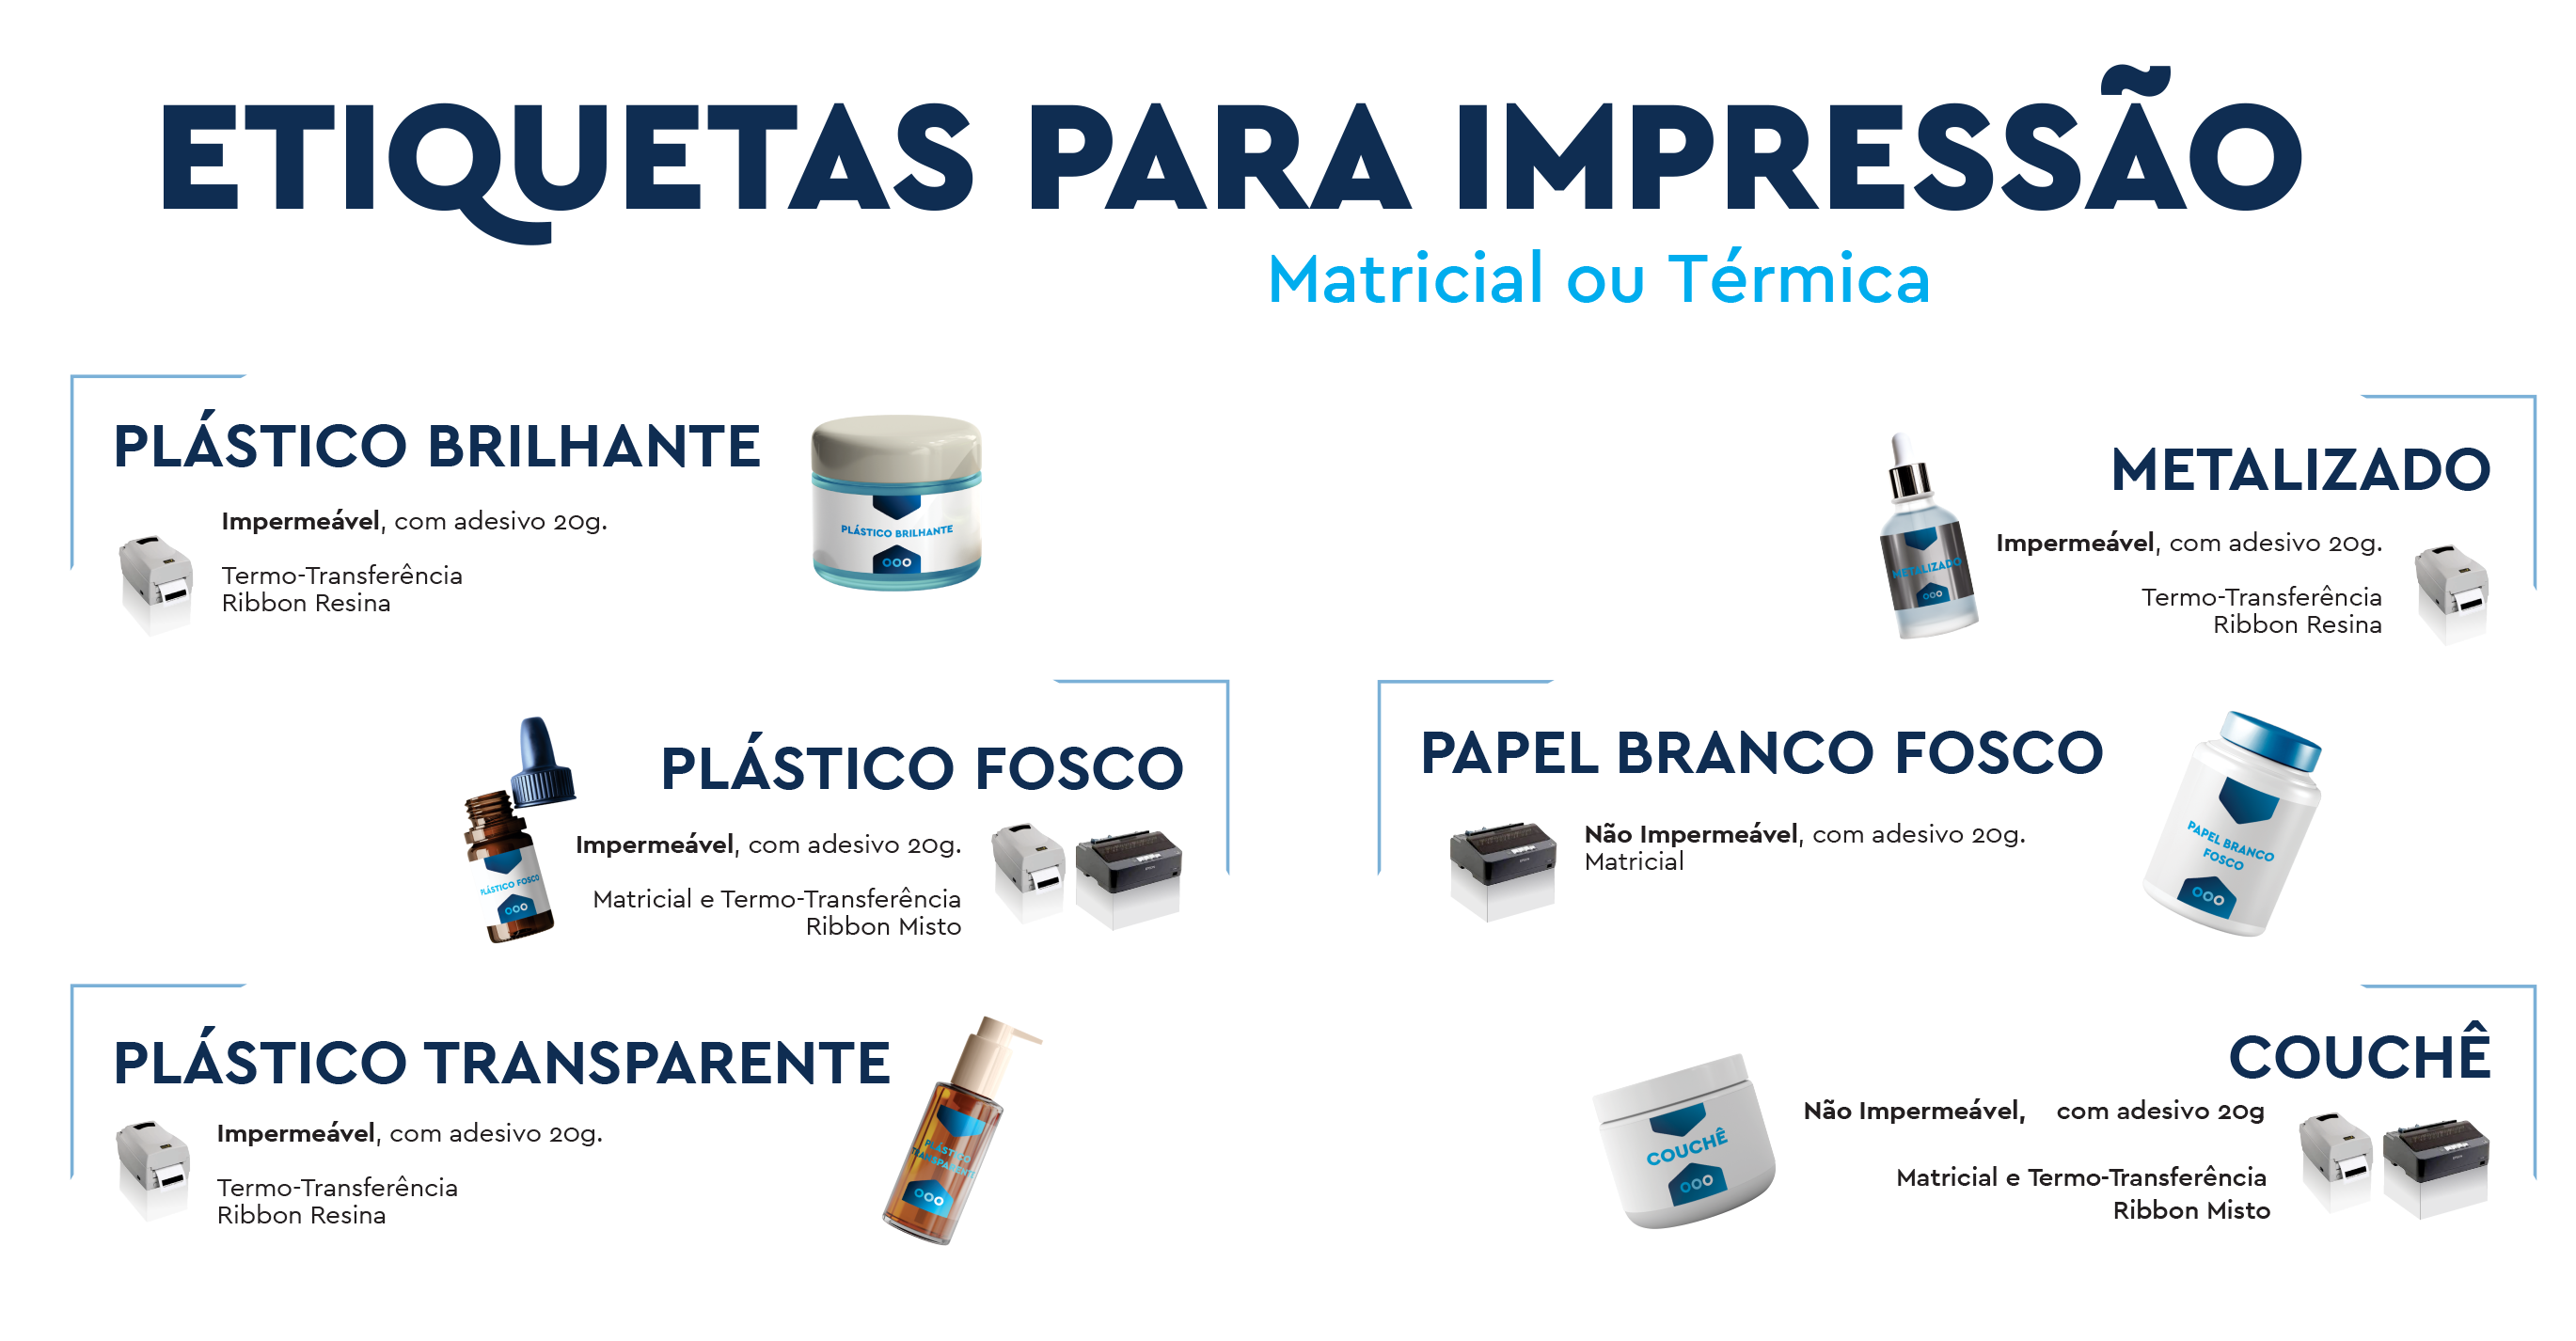 ETIQUETAS PARA IMPRESSÃO
Matricial ou Térmica
PLÁSTICO BRILHANTE
Impermeável, com adesivo 20g.
Termo-Transferência
Ribbon Resina
PLÁSTICO BRILHANTE
METALIZADO
Impermeável, com adesivo 20g.
Termo-Transferência
Ribbon Resina
METALIZADO
PLÁSTICO FOSCO
Impermeável, com adesivo 20g.
Matricial e Termo-Transferência
Ribbon Misto
PLÁSTICO FOSCO
EPSON
PAPEL BRANCO FOSCO
Não Impermeável, com adesivo 20g.
Matricial
EPSON
PAPEL BRANCO
FOSCO
PLÁSTICO TRANSPARENTE
Impermeável, com adesivo 20g.
Termo-Transferência
Ribbon Resina
PLÁSTICO
TRANSPARENTE
COUCHÊ
Não Impermeável, com adesivo 20g
Matricial e Termo-Transferência
Ribbon Misto
COUCHÊ
EPSON